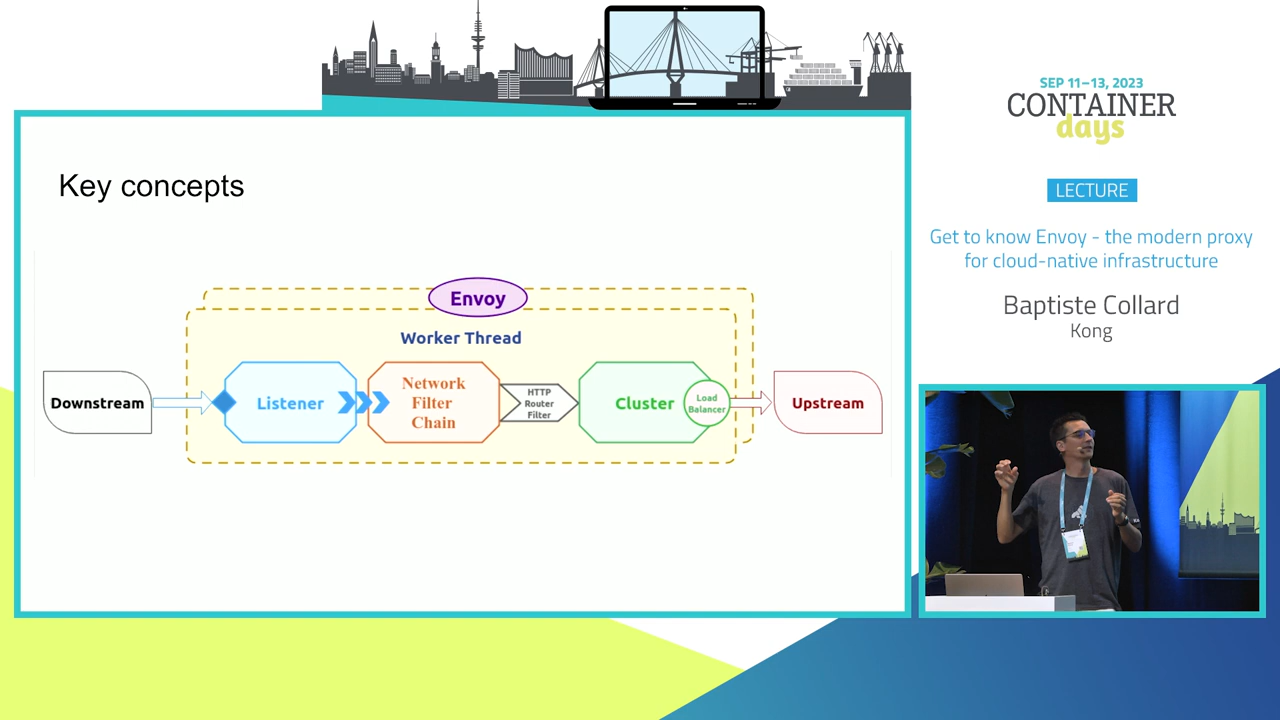 SEP 11–13, 2023
CONTAINER
days
LECTURE
Get to know Envoy - the modern proxy
for cloud-native infrastructure
Baptiste Collard
Kong
Key concepts
Envoy
Worker Thread
Downstream
Listener
Network
Filter
Chain
HTTP
Router
Filter
Cluster
Load
Balancer
Upstream